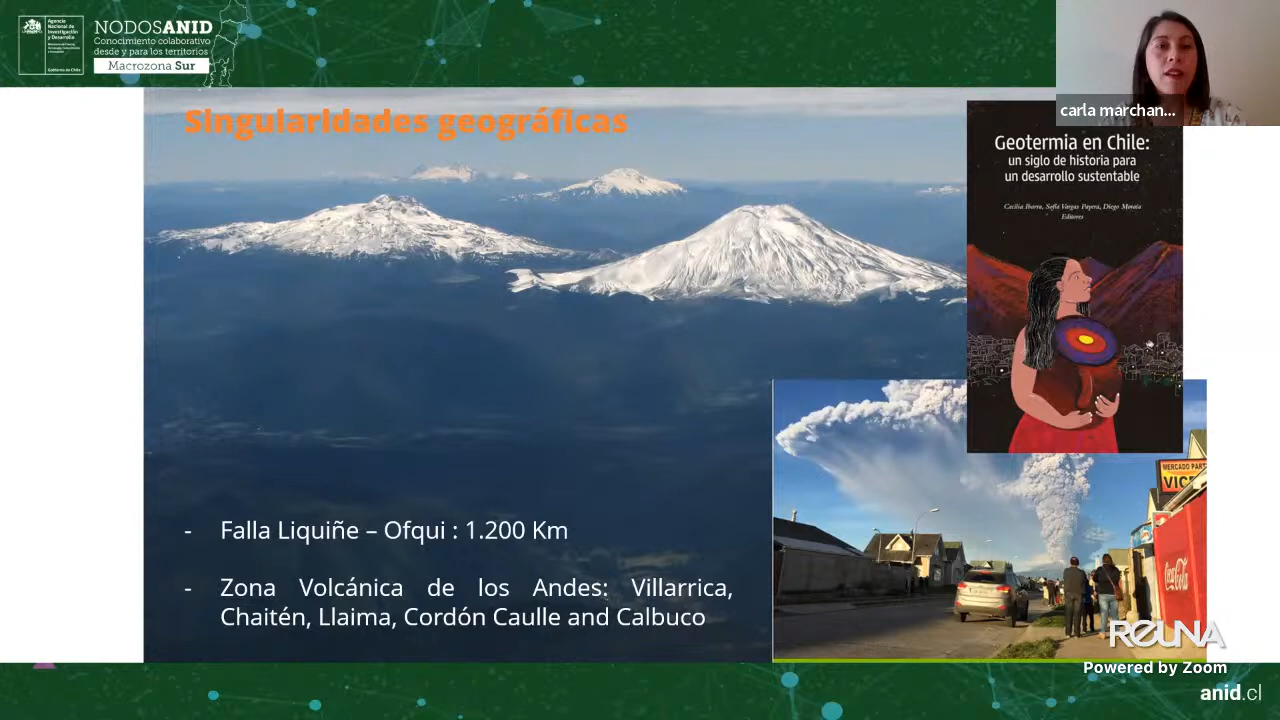 Agencia
Nacional de
Investigación
y Desarrollo
Gobierno de Chile
NODOSANID
Conocimiento colaborativo
desde y para los territorios
Macrozona Sur
carla marchan...
Singularidades geográficas
Geotermia en Chile:
un siglo de historia para
un desarrollo sustentable
Cecilia Ibarra, Sofía Vargas Payera, Diego Morata
Editores
- Falla Liquiñe – Ofqui : 1.200 Km
- Zona Volcánica de los Andes: Villarrica,
Chaitén, Llaima, Cordón Caulle and Calbuco
MERCADO PART
VICE
Coca-Cola
REUNA
Powered by Zoom
anid.cl